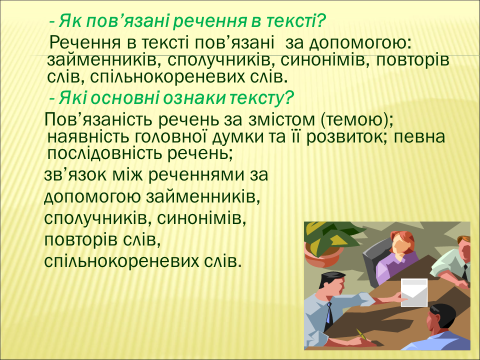 - Як пов’язані речення в тексті?
Речення в тексті пов’язані за допомогою:
займенників, сполучників, синонімів, повторів
слів, спільнокореневих слів.
- Які основні ознаки тексту?
Пов’язаність речень за змістом (темою);
наявність головної думки та її розвиток; певна
послідовність речень;
зв’язок між реченнями за
допомогою займенників,
сполучників, синонімів,
повторів слів,
спільнокореневих слів.